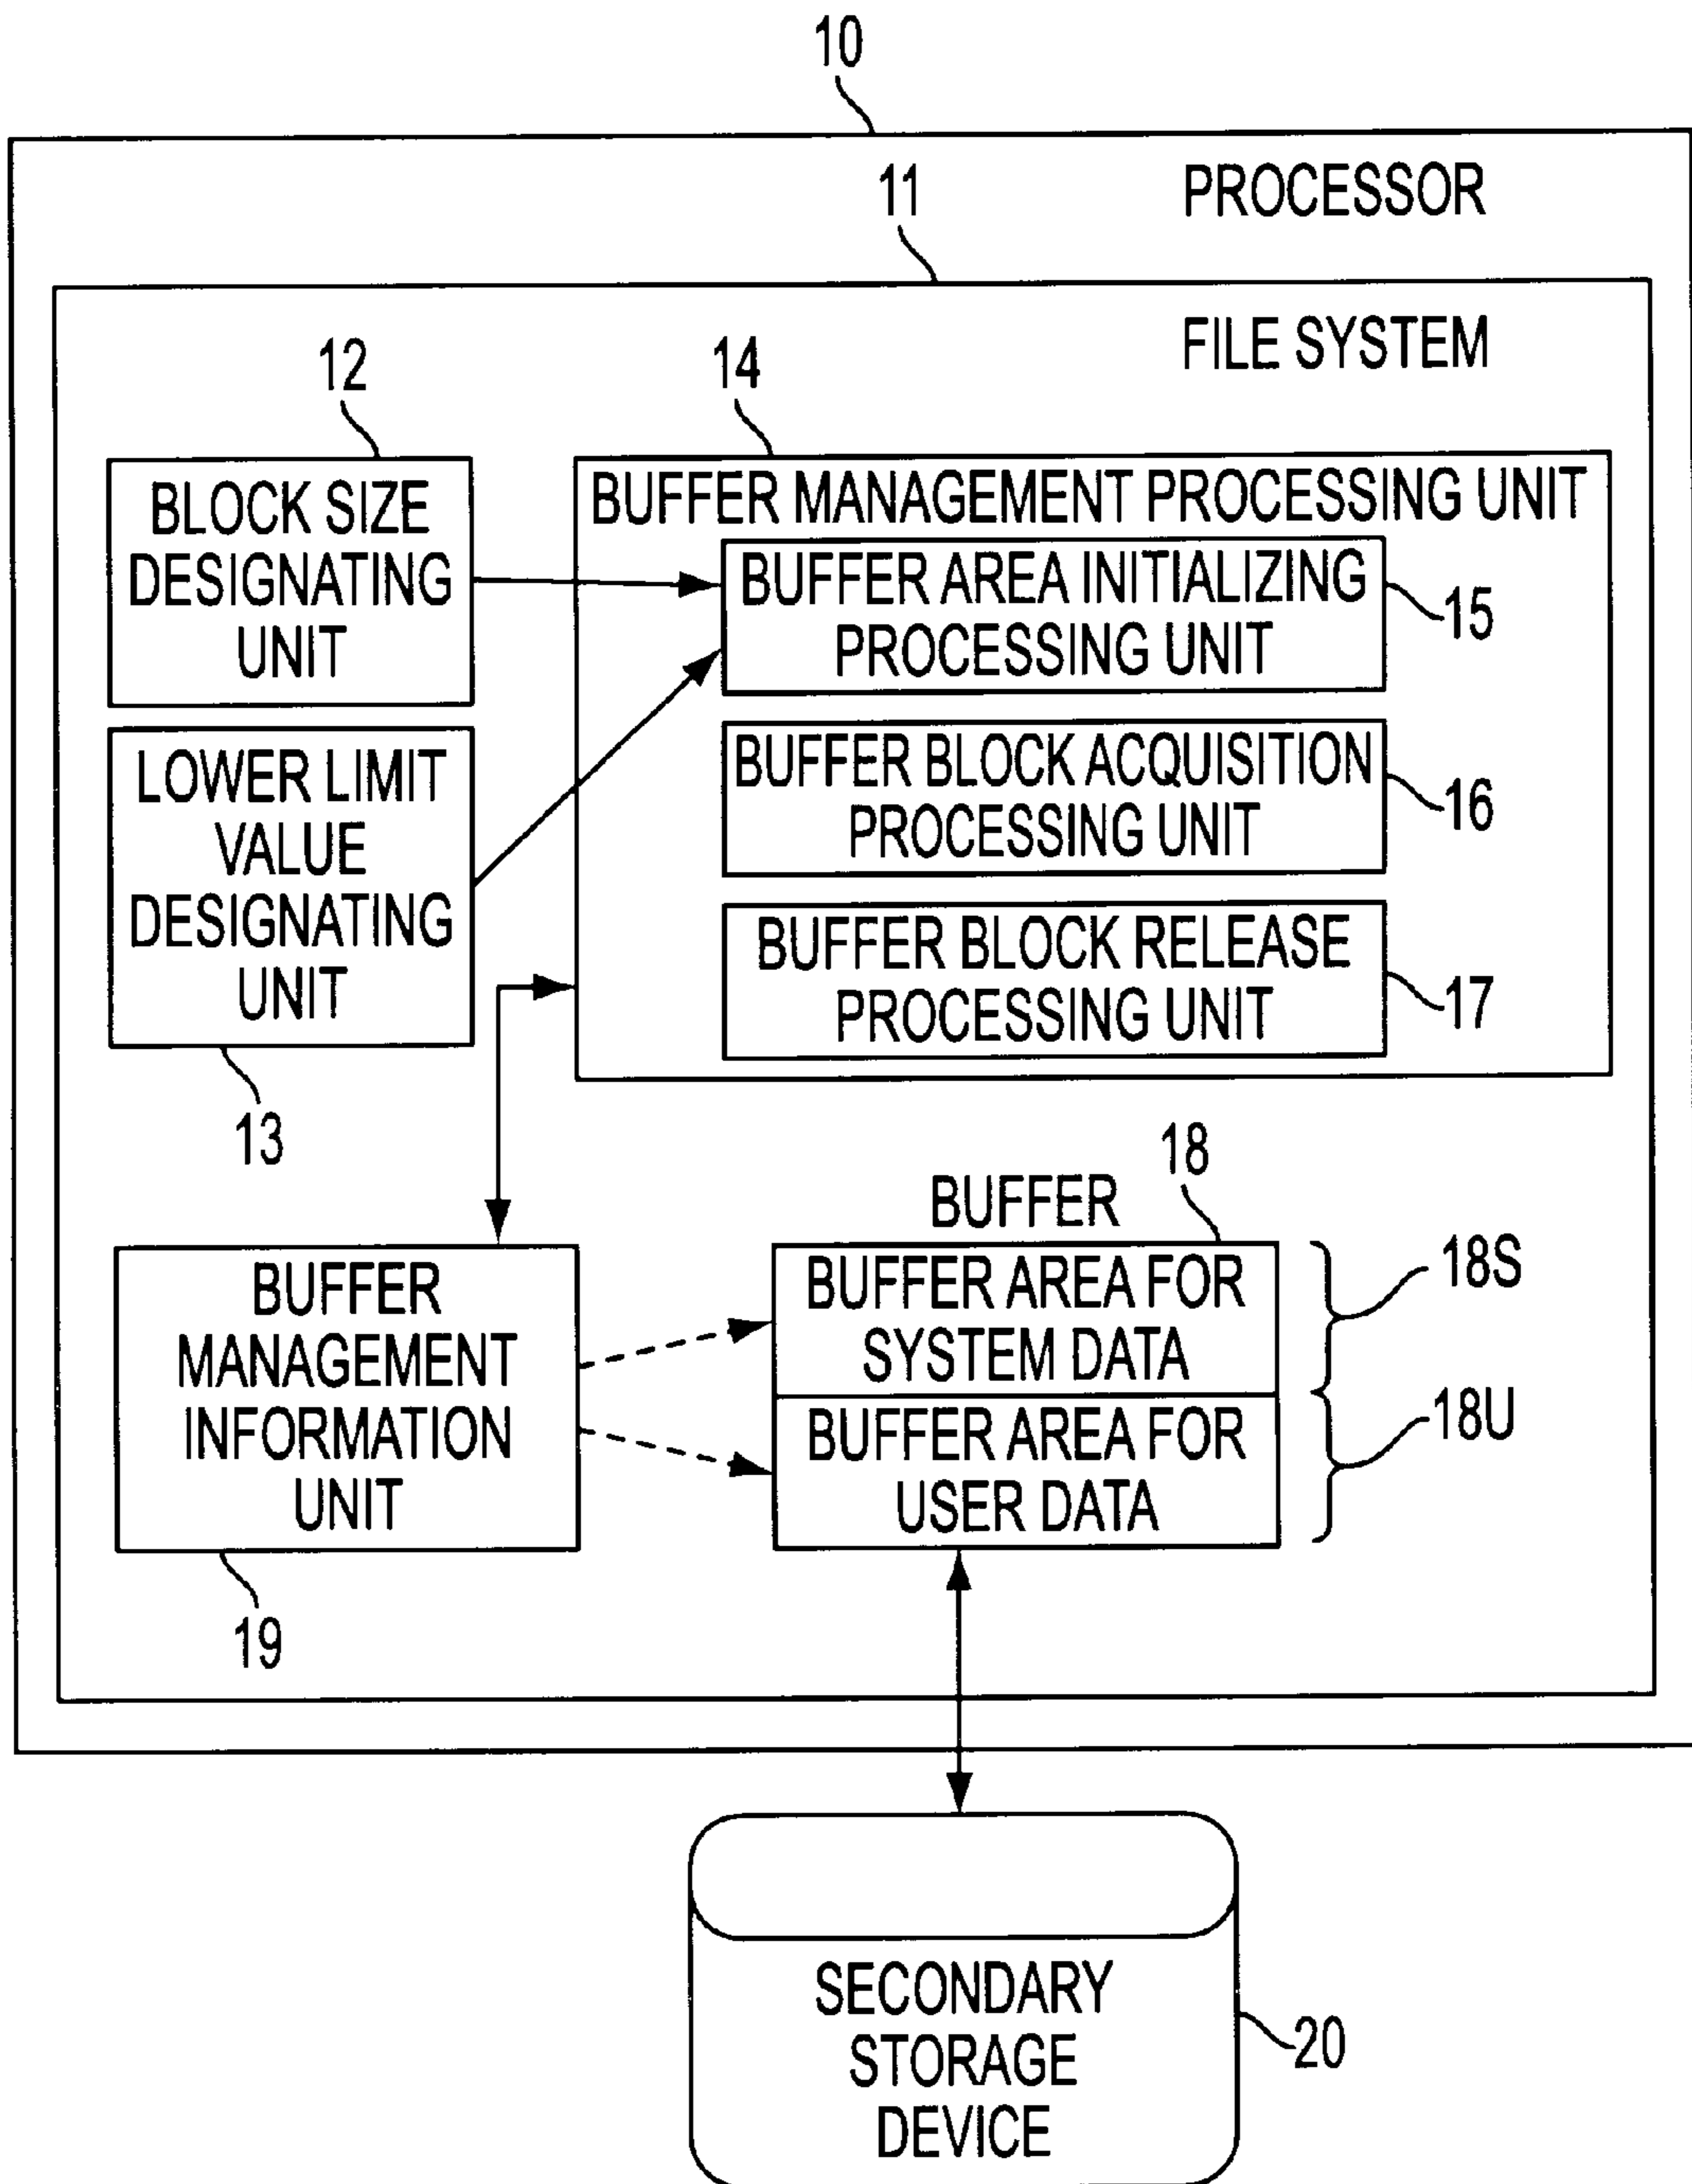 10
PROCESSOR
11
FILE SYSTEM
12
BLOCK SIZE
DESIGNATING
UNIT
14
BUFFER MANAGEMENT PROCESSING UNIT
BUFFER AREA INITIALIZING
PROCESSING UNIT
15
LOWER LIMIT
VALUE
DESIGNATING
UNIT
13
BUFFER BLOCK ACQUISITION
PROCESSING UNIT
16
BUFFER BLOCK RELEASE
PROCESSING UNIT
17
BUFFER
18
BUFFER
MANAGEMENT
INFORMATION
UNIT
19
BUFFER AREA FOR
SYSTEM DATA
18S
BUFFER AREA FOR
USER DATA
18U
SECONDARY
STORAGE
DEVICE
20